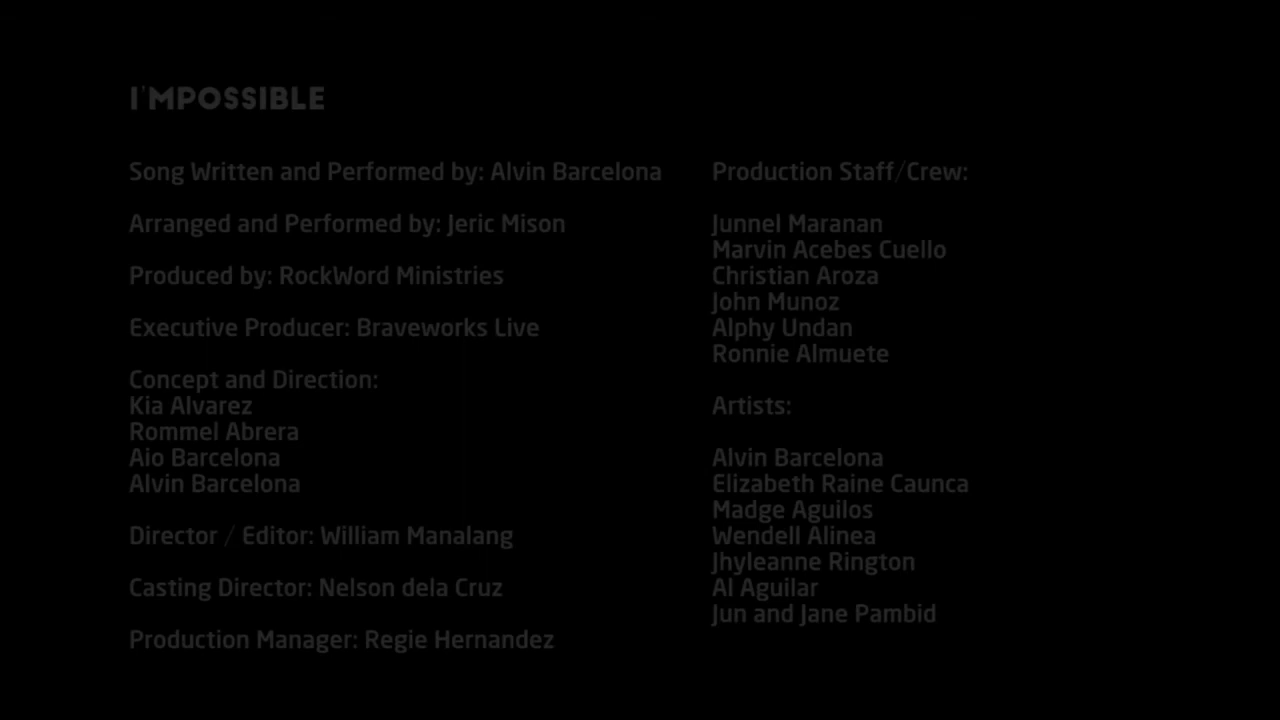 I'MPOSSIBLE
Song Written and Performed by: Alvin Barcelona
Arranged and Performed by: Jeric Mison
Produced by: RockWord Ministries
Executive Producer: Braveworks Live
Concept and Direction:
Kia Alvarez
Rommel Abrera
Aio Barcelona
Alvin Barcelona
Director / Editor: William Manalang
Casting Director: Nelson dela Cruz
Production Manager: Regie Hernandez
Production Staff/Crew:
Junnel Maranan
Marvin Acebes Cuello
Christian Aroza
John Munoz
Alphy Undan
Ronnie Almuete
Artists:
Alvin Barcelona
Elizabeth Raine Caunca
Madge Aguilos
Wendell Alinea
Jhyleanne Rington
Al Aguilar
Jun and Jane Pambid